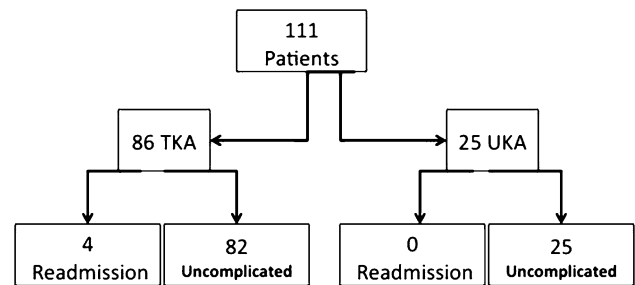 111
Patients
86 TKA
25 UKA
4
Readmission
82
Uncomplicated
0
Readmission
25
Uncomplicated